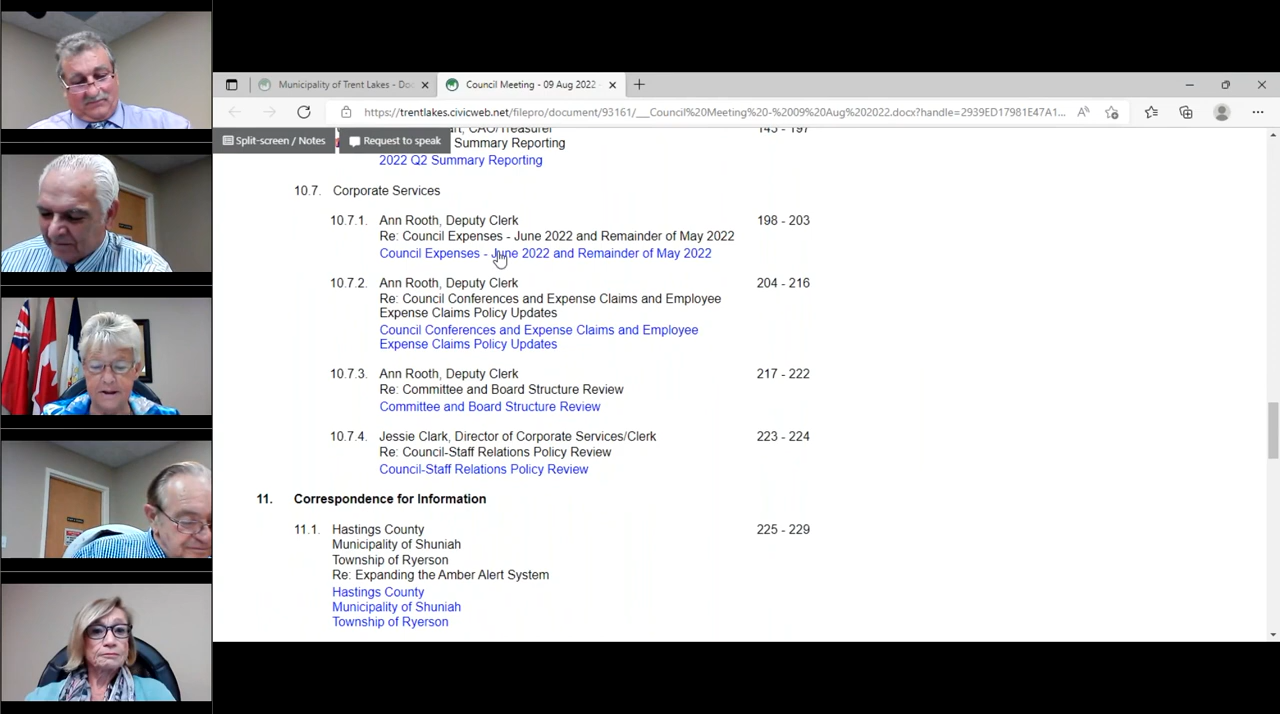 Municipality of Trent Lakes - Doc
Council Meeting - 09 Aug 2022 -
https://trentlakes.civicweb.net/filepro/document/93161/__Council%20Meeting%20-%2009%20Aug%202022.docx?handle=2939ED17981E47A1...
Split-screen / Notes
Request to speak
CAO/Treasurer 145 - 197
Summary Reporting
2022 Q2 Summary Reporting
10.7. Corporate Services
10.7.1. Ann Rooth, Deputy Clerk 198 - 203
Re: Council Expenses - June 2022 and Remainder of May 2022
Council Expenses - June 2022 and Remainder of May 2022
10.7.2. Ann Rooth, Deputy Clerk 204 - 216
Re: Council Conferences and Expense Claims and Employee
Expense Claims Policy Updates
Council Conferences and Expense Claims and Employee
Expense Claims Policy Updates
10.7.3. Ann Rooth, Deputy Clerk 217 - 222
Re: Committee and Board Structure Review
Committee and Board Structure Review
10.7.4. Jessie Clark, Director of Corporate Services/Clerk 223 - 224
Re: Council-Staff Relations Policy Review
Council-Staff Relations Policy Review
11. Correspondence for Information
11.1. Hastings County 225 - 229
Municipality of Shuniah
Township of Ryerson
Re: Expanding the Amber Alert System
Hastings County
Municipality of Shuniah
Township of Ryerson